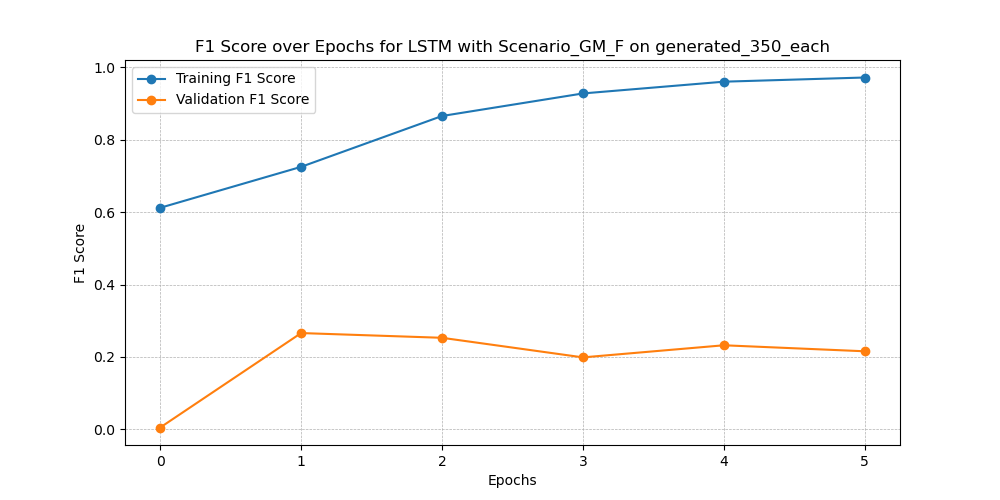 F1 Score over Epochs for LSTM with Scenario_GM_F on generated_350_each
Training F1 Score
Validation F1 Score
F1 Score
1.0
0.8
0.6
0.4
0.2
0.0
0 1 2 3 4 5
Epochs